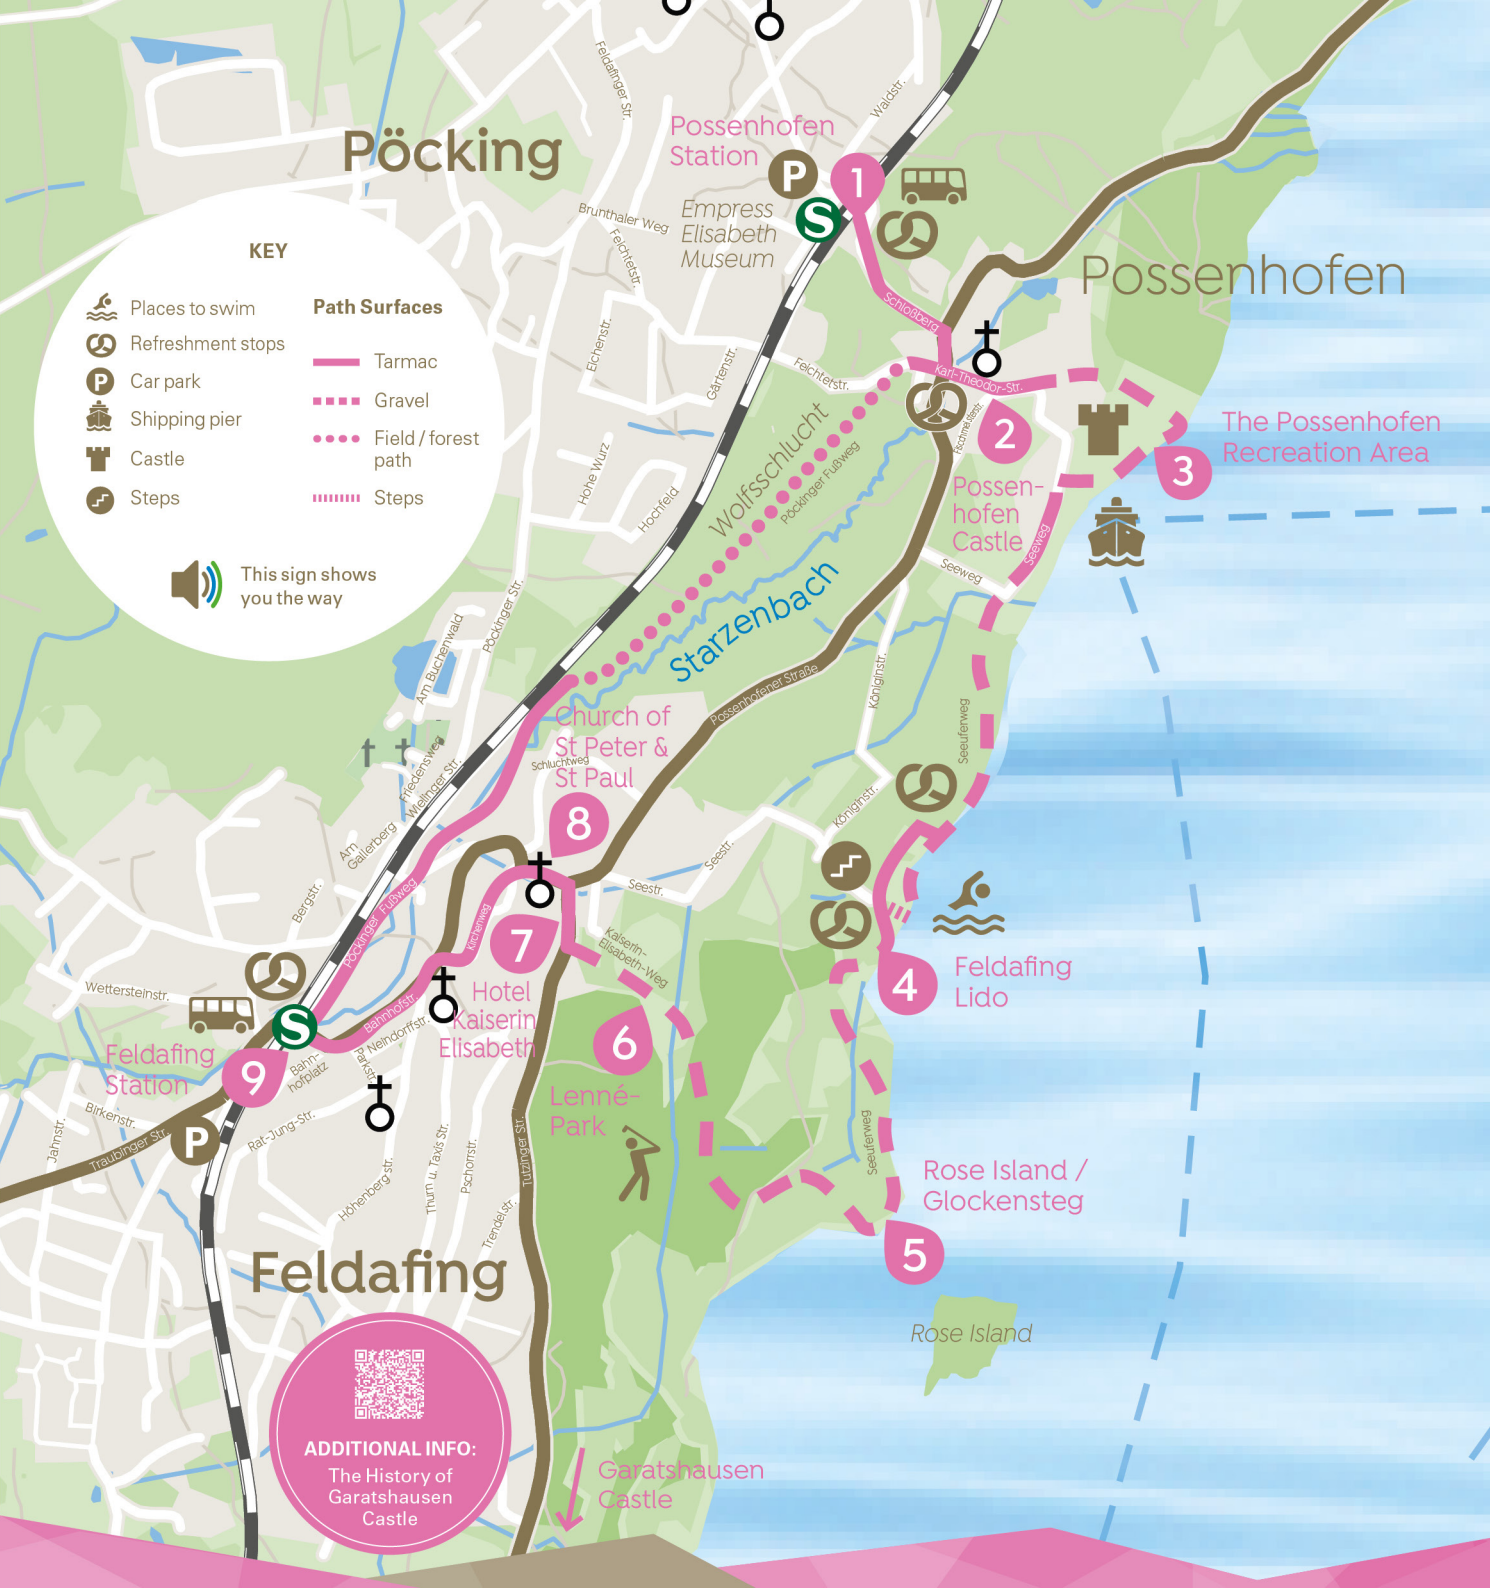 Pöcking
Feldafinger Str.
Waldstr.
Possenhofen
Station
P
1
S
Empress
Elisabeth
Museum
Brunthaler Weg
Feichtetstr.
KEY
Places to swim
Refreshment stops
P
Car park
Shipping pier
Castle
Steps
Path Surfaces
Tarmac
Gravel
Field / forest
path
Steps
This sign shows
you the way
Possenhofen
Schloßberg
Karl-Theodor-Str.
Feichtetstr.
Eichenstr.
Gartenstr.
Hohe Wurz
Hochfeld
Wolfsschlucht
Pöckinger Fußweg
2
Possen-
hofen
Castle
The Possenhofen
Recreation Area
3
Seeweg
Seeweg
Starzenbach
Pöckinger Str.
Am Buchenwald
Possenhofener Straße
Königinstr.
Seeuferweg
Church of
St Peter &
St Paul
Schluchtweg
8
Friedensweg
Wielinger Str.
Am
Gallerberg
Bergstr.
Königinstr.
Seestr.
Seestr.
Pöckinger Fußweg
Kirchenweg
7
Hotel
Kaiserin
Elisabeth
Kaiserin-
Elisabeth-Weg
4
Feldafing
Lido
Wettersteinstr.
S
Bahnhofstr.
Neindorffstr.
Parkstr.
Bahn-
hofplatz
Feldafing
Station
9
6
Lenné-
Park
Birkenstr.
Jahnstr.
Traubinger Str.
P
Rat-Jung-Str.
Höhenberg str.
Thurn u. Taxis Str.
Pschorrstr.
Trendelstr.
Tutzinger Str.
Seeuferweg
Rose Island /
Glockensteg
5
Rose Island
Feldafing
ADDITIONAL INFO:
The History of
Garatshausen
Castle
Garatshausen
Castle